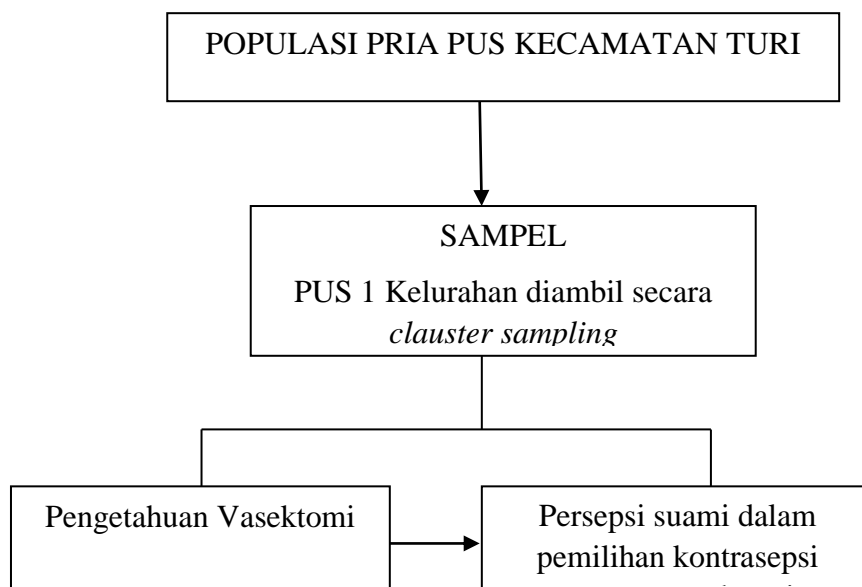 POPULASI PRIA PUS KECAMATAN TURI
SAMPEL
PUS 1 Kelurahan diambil secara
clauster sampling
Pengetahuan Vasektomi
Persepsi suami dalam
pemilihan kontrasepsi